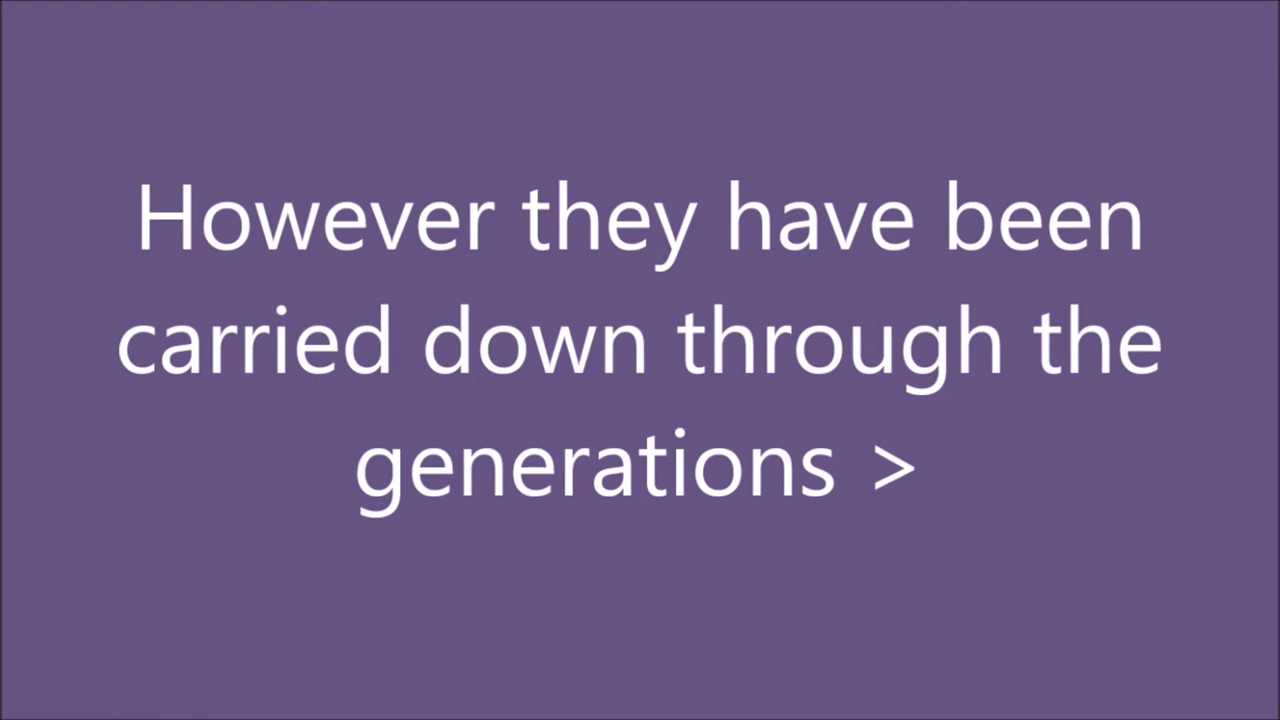 However they have been
carried down through the
generations >